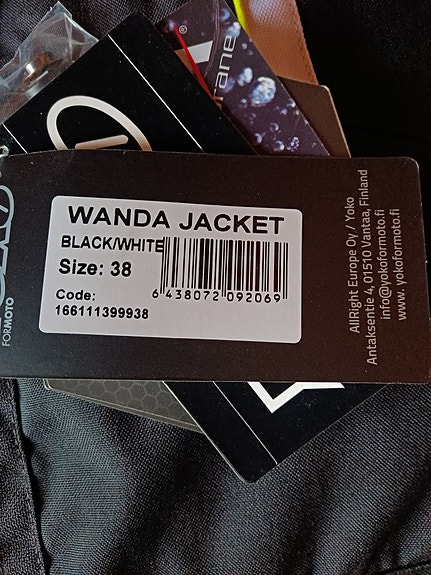 WANDA JACKET
BLACK/WHITE
Size: 38
Code:
166111399938
6 438072 092069
AllRight Europe Oy / Yoko
Antaksentie 4, 01510 Vantaa, Finland
info@yokoformoto.fi
www. yokoformoto.fi
FORMOTO
rane
®